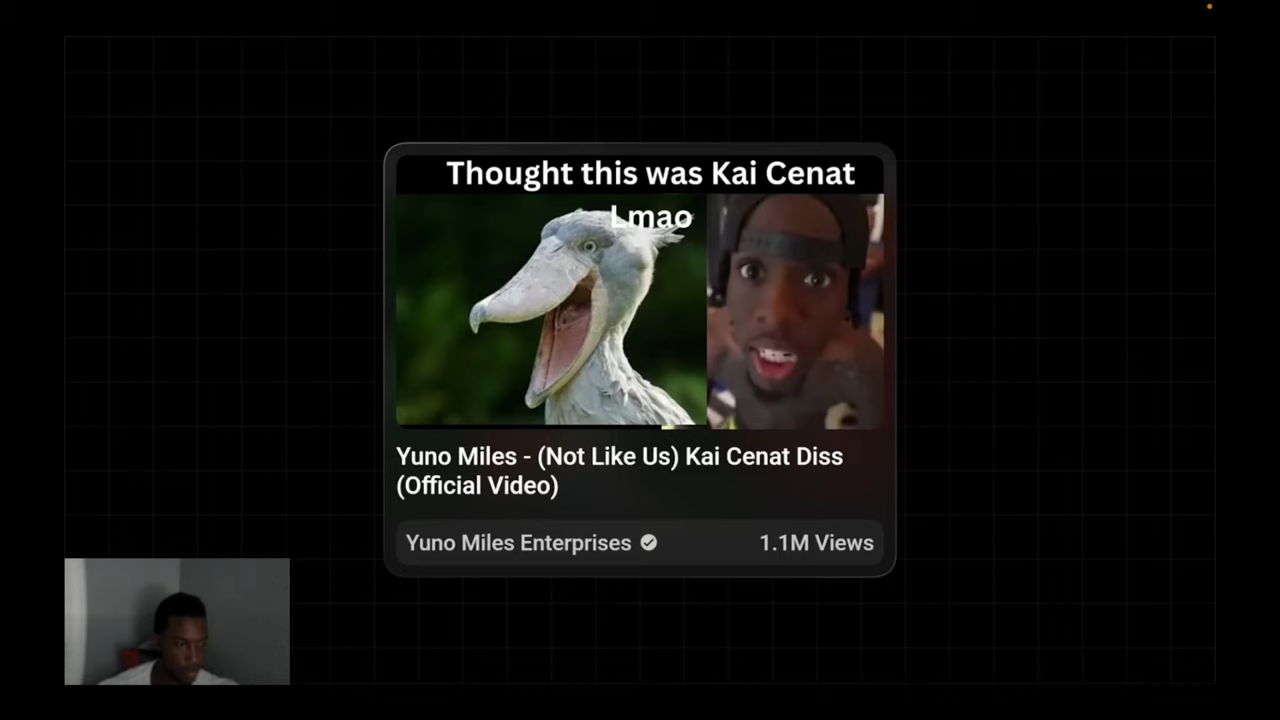 Thought this was Kai Cenat
Lmao
Yuno Miles - (Not Like Us) Kai Cenat Diss
(Official Video)
Yuno Miles Enterprises
1.1M Views